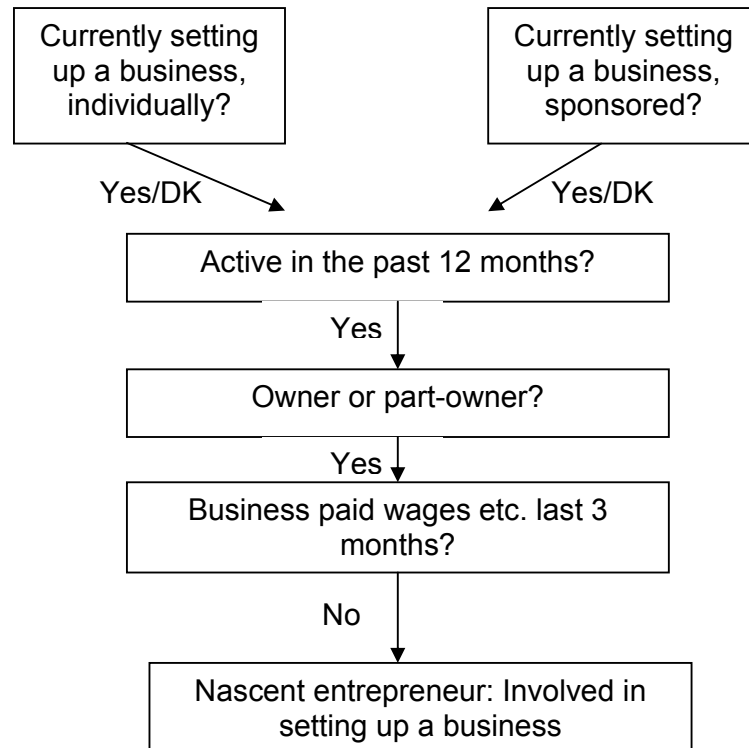 Currently setting
up a business,
individually?
Currently setting
up a business,
sponsored?
Yes/DK
Yes/DK
Active in the past 12 months?
Yes
Owner or part-owner?
Yes
Business paid wages etc. last 3
months?
No
Nascent entrepreneur: Involved in
setting up a business